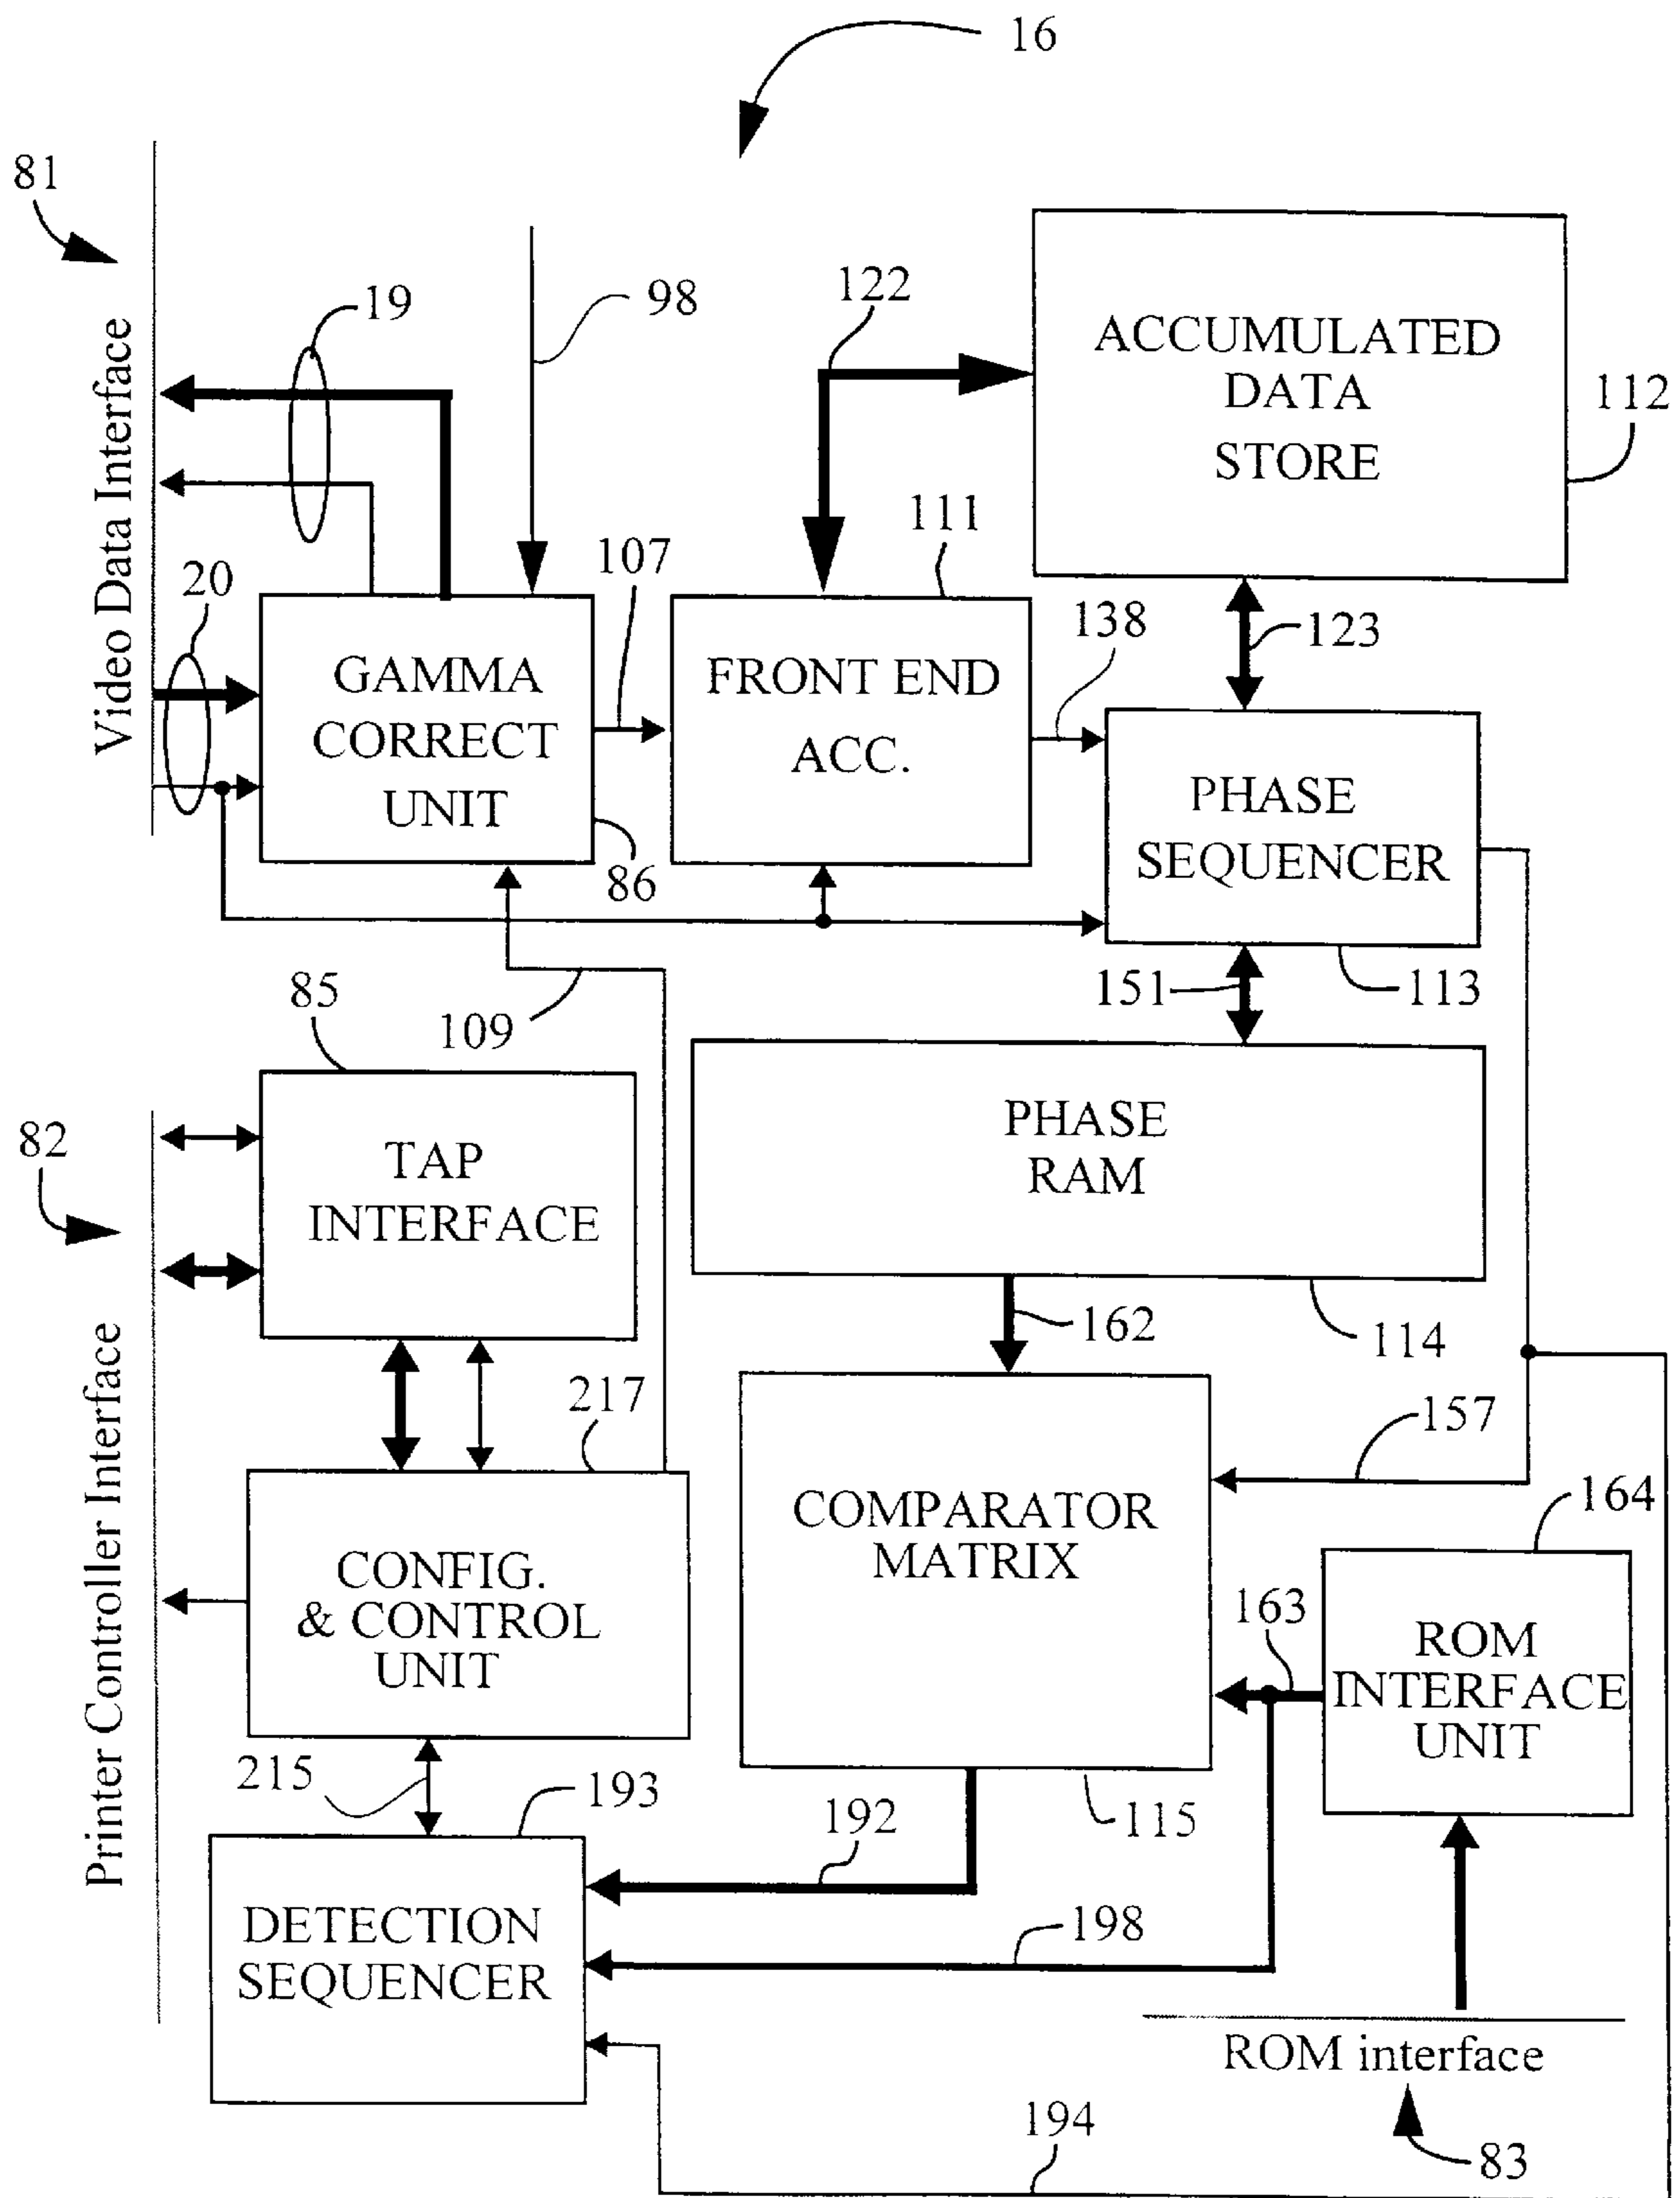 16
81
19
98
122
ACCUMULATED
DATA
STORE
112
Video Data Interface
20
107
111
138
123
GAMMA
CORRECT
UNIT
FRONT END
ACC.
PHASE
SEQUENCER
86
109
151
113
85
82
TAP
INTERFACE
PHASE
RAM
162
114
Printer Controller Interface
217
157
CONFIG.
& CONTROL
UNIT
COMPARATOR
MATRIX
164
163
ROM
INTERFACE
UNIT
215
193
192
115
DETECTION
SEQUENCER
198
ROM interface
194
83